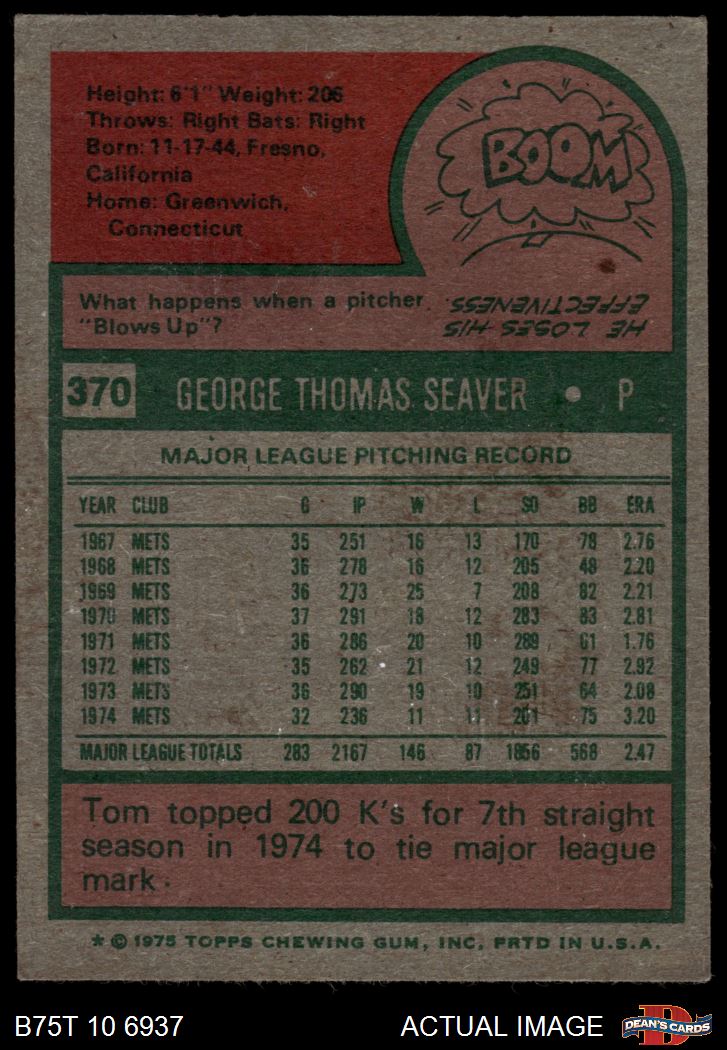 Height: 6'1" Weight: 206
Throws: Right Bats: Right
Born: 11-17-44, Fresno,
California
Home: Greenwich,
Connecticut
BOOM
What happens when a pitcher
"Blows Up"?
HE LOSES HIS
EFFECTIVENESS.
370 GEORGE THOMAS SEAVER • P
MAJOR LEAGUE PITCHING RECORD
YEAR CLUB G IP W L SO BB ERA
1967 METS 35 251 16 13 170 78 2.76
1968 METS 36 278 16 12 205 48 2.20
1969 METS 36 273 25 7 208 82 2.21
1970 METS 37 291 18 12 283 83 2.81
1971 METS 36 286 20 10 289 61 1.76
1972 METS 35 262 21 12 249 77 2.92
1973 METS 36 290 19 10 251 64 2.08
1974 METS 32 236 11 11 201 75 3.20
MAJOR LEAGUE TOTALS 283 2167 146 87 1856 568 2.47
Tom topped 200 K's for 7th straight
season in 1974 to tie major league
mark.
* © 1975 TOPPS CHEWING GUM, INC. PRTD IN U.S.A.
B75T 10 6937 ACTUAL IMAGE D DEAN'S CARDS